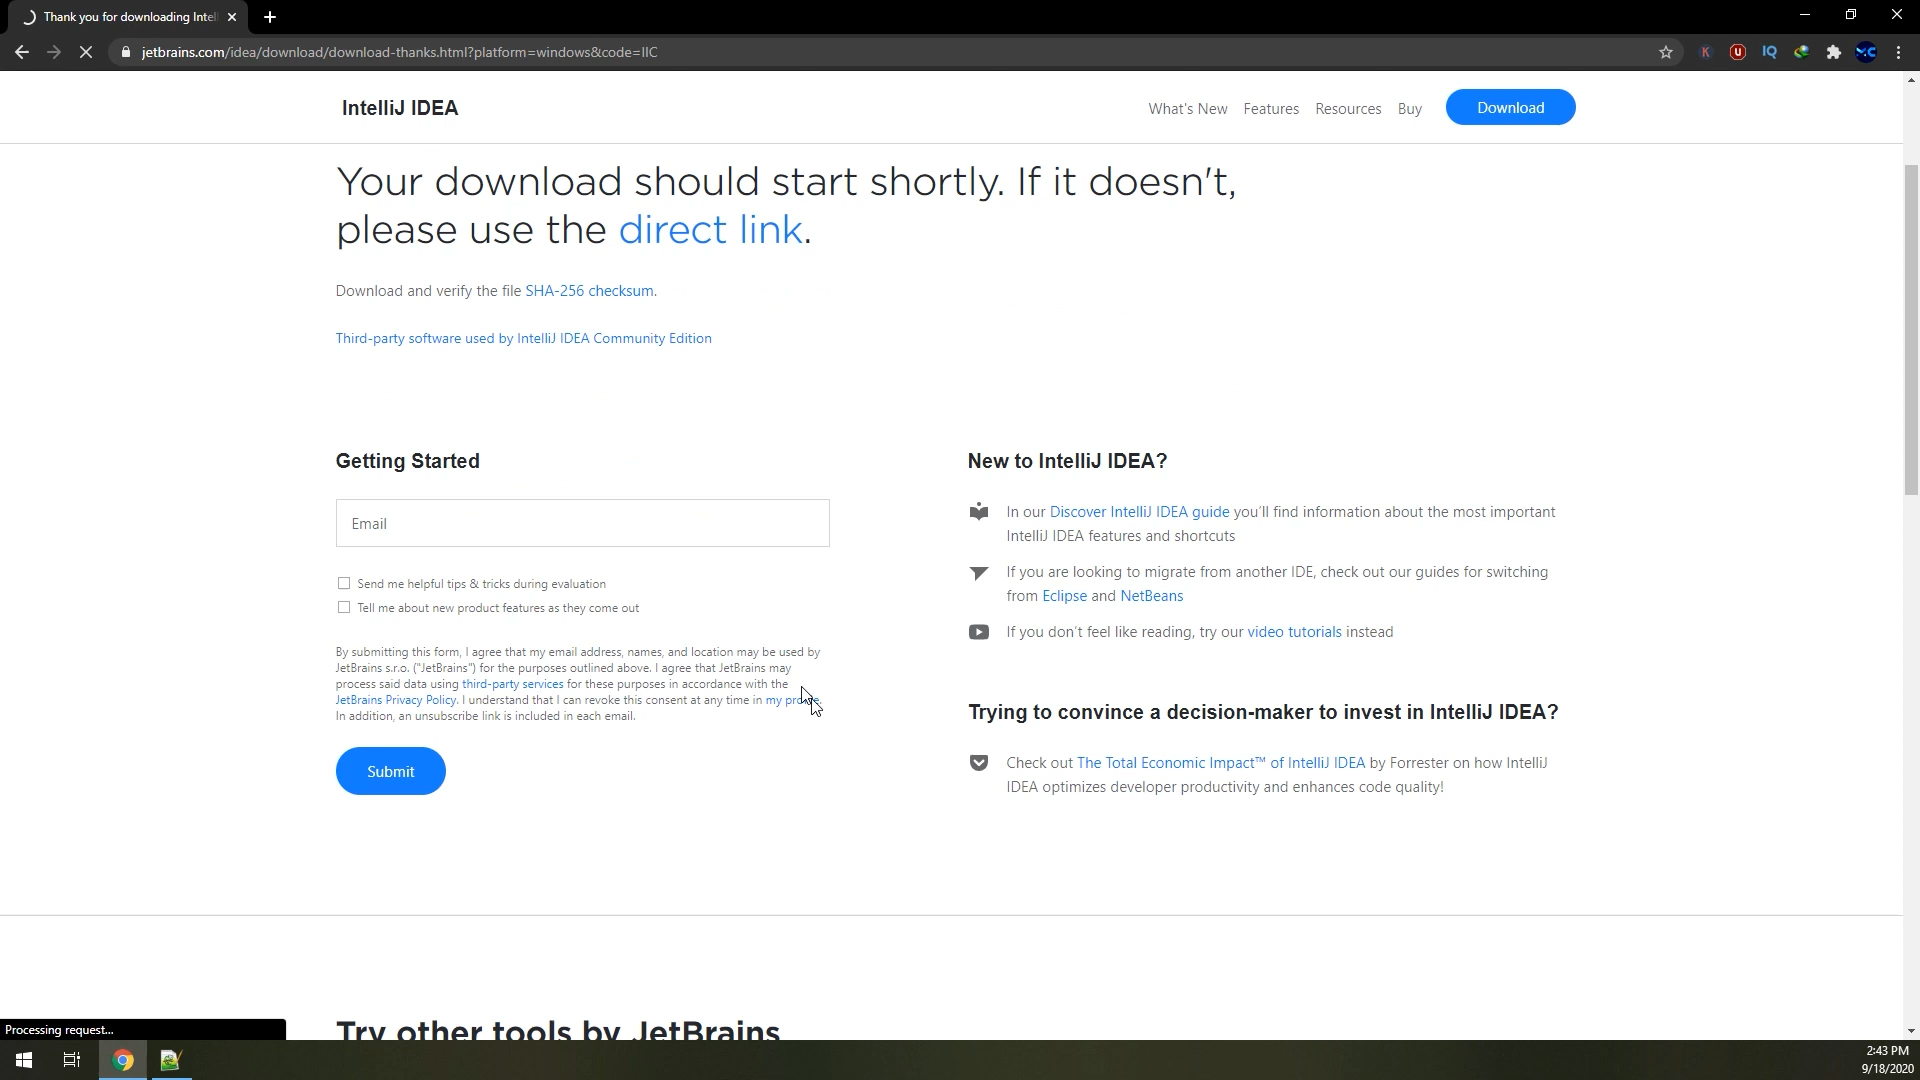 Thank you for downloading Intel
jetbrains.com/idea/download/download-thanks.html?platform=windows&code=IIC
IntelliJ IDEA
What's New
Features
Resources
Buy
Download
Your download should start shortly. If it doesn't,
please use the direct link.
Download and verify the file SHA-256 checksum.
Third-party software used by IntelliJ IDEA Community Edition
Getting Started
Email
Send me helpful tips & tricks during evaluation
Tell me about new product features as they come out
By submitting this form, I agree that my email address, names, and location may be used by
JetBrains s.r.o. ("JetBrains") for the purposes outlined above. I agree that JetBrains may
process said data using third-party services for these purposes in accordance with the
JetBrains Privacy Policy. I understand that I can revoke this consent at any time in my
In addition, an unsubscribe link is included in each email.
Submit
New to IntelliJ IDEA?
In our Discover IntelliJ IDEA guide you'll find information about the most important
IntelliJ IDEA features and shortcuts
If you are looking to migrate from another IDE, check out our guides for switching
from Eclipse and NetBeans
If you don't feel like reading, try our video tutorials instead
Trying to convince a decision-maker to invest in IntelliJ IDEA?
Check out The Total Economic Impact™ of IntelliJ IDEA by Forrester on how IntelliJ
IDEA optimizes developer productivity and enhances code quality!
Try other tools by JetBrains
Processing request...
2:43 PM
9/18/2020